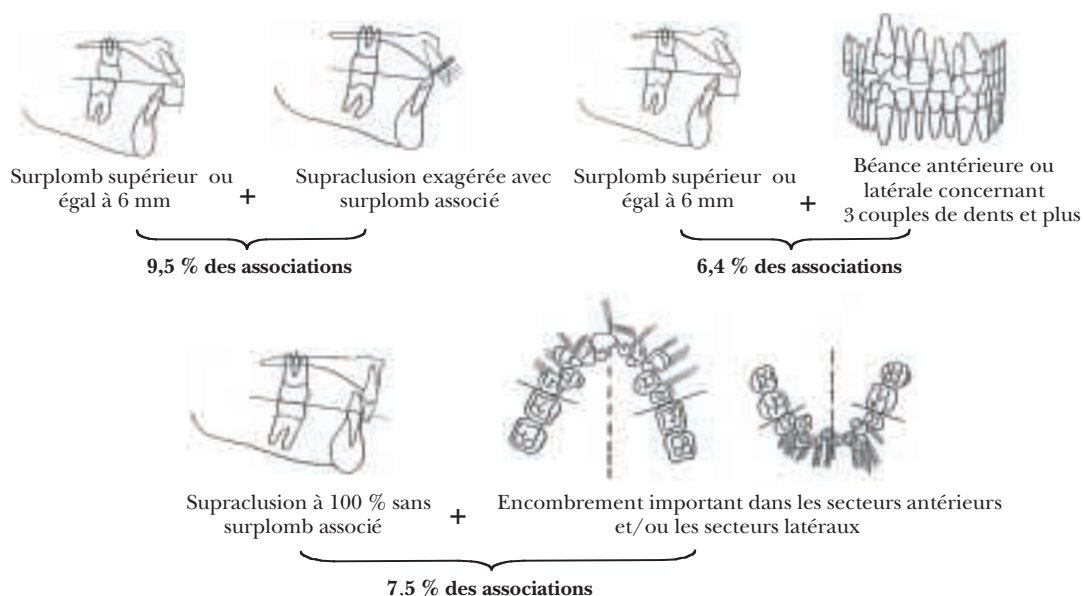 Surplomb supérieur ou
égal à 6 mm
+
Supraclusion exagérée avec
surplomb associé
9,5 % des associations
Surplomb supérieur ou
égal à 6 mm
+
Béance antérieure ou
latérale concernant
3 couples de dents et plus
6,4 % des associations
Supraclusion à 100 % sans
surplomb associé
+
Encombrement important dans les secteurs antérieurs
et/ou les secteurs latéraux
7,5 % des associations